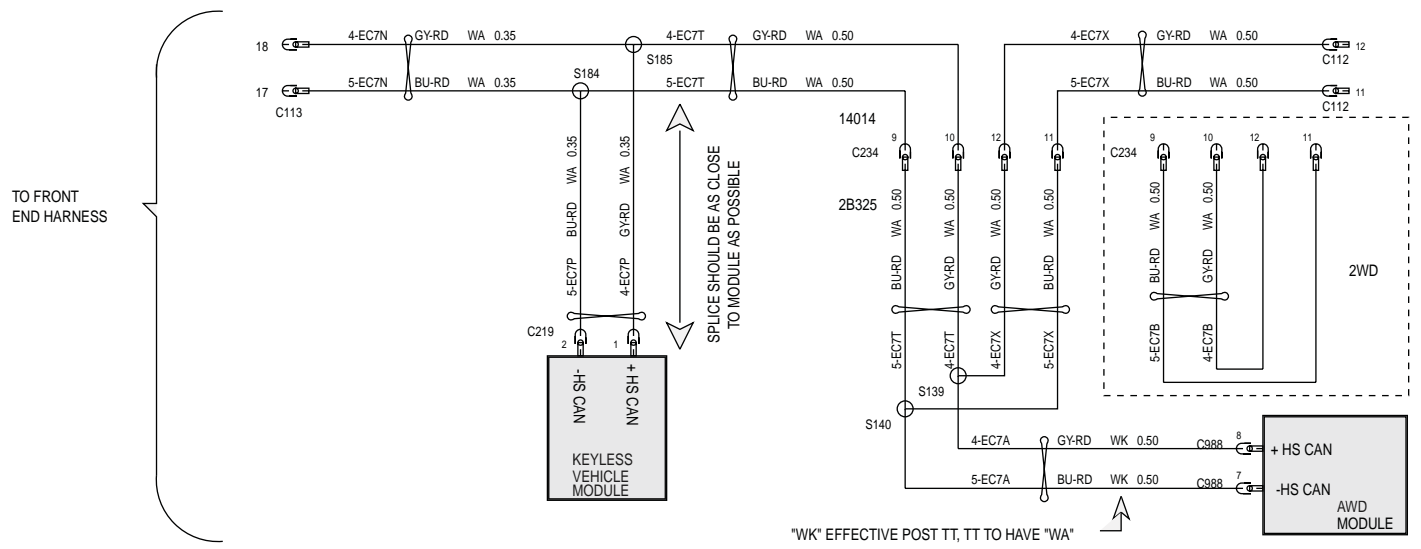 18
4-EC7N GY-RD WA 0.35
4-EC7T GY-RD WA 0.50
4-EC7X GY-RD WA 0.50
12
S185
C112
S184
17
5-EC7N BU-RD WA 0.35
5-EC7T BU-RD WA 0.50
5-EC7X BU-RD WA 0.50
11
C113
C112
14014
9 10 12 11
C234
9 10 12 11
C234
TO FRONT
END HARNESS
2B325
5-EC7P BU-RD WA 0.35
4-EC7P GY-RD WA 0.35
SPLICE SHOULD BE AS CLOSE
TO MODULE AS POSSIBLE
5-EC7T BU-RD WA 0.50
4-EC7T GY-RD WA 0.50
4-EC7X GY-RD WA 0.50
5-EC7X BU-RD WA 0.50
5-EC7B BU-RD WA 0.50
4-EC7B GY-RD WA 0.50
2WD
C219
2 1
-HS CAN
+ HS CAN
KEYLESS
VEHICLE
MODULE
S139
S140
4-EC7A GY-RD WK 0.50 C988 8
+ HS CAN
5-EC7A BU-RD WK 0.50 C988 7
-HS CAN
AWD
MODULE
"WK" EFFECTIVE POST TT, TT TO HAVE "WA"